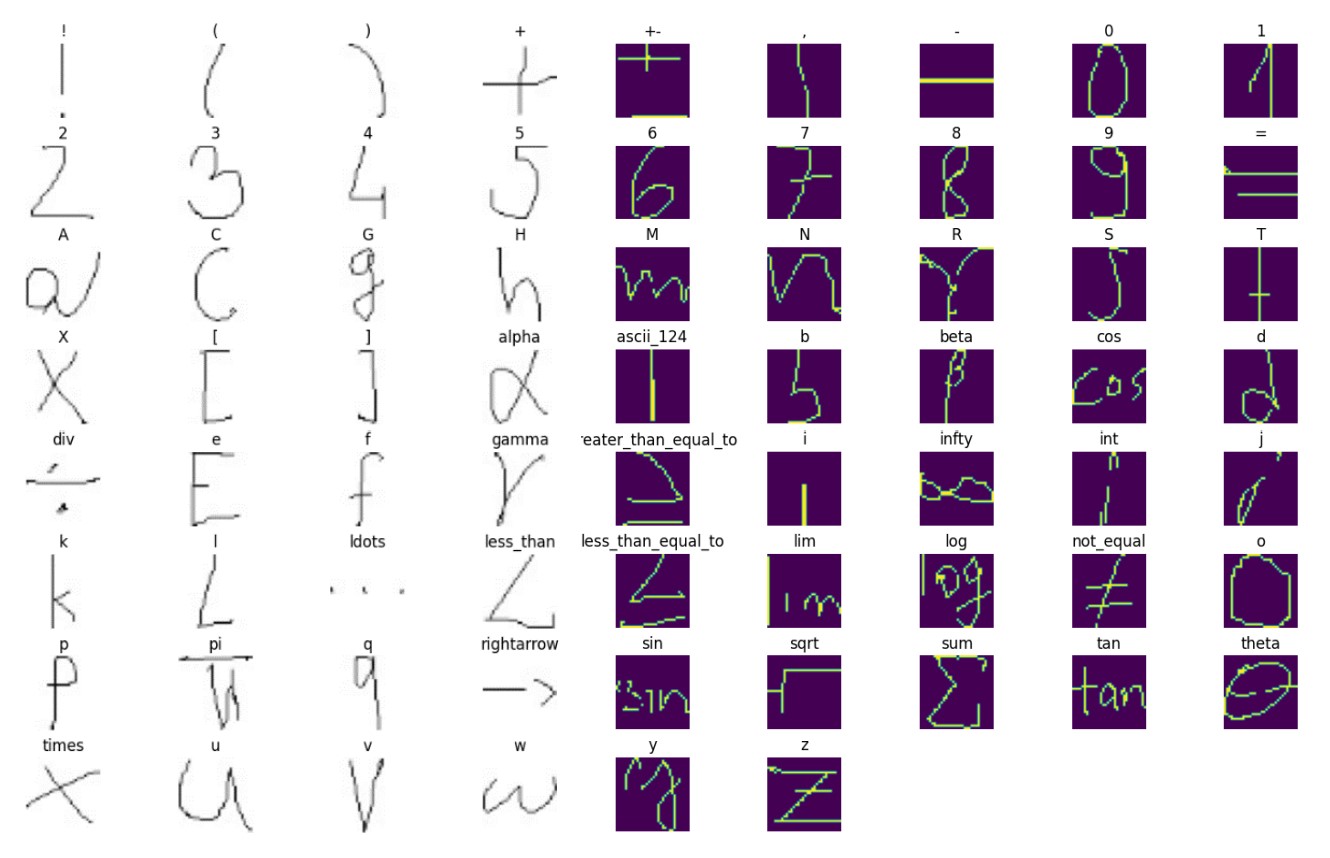 ! ( ) + +- , - 0 1
2 3 4 5 6 7 8 9 =
A C G H M N R S T
X [ ] alpha ascii_124 b beta cos d
div e f gamma reater_than_equal_to i infty int j
k l ldots less_than less_than_equal_to lim log not_equal o
p pi q rightarrow sin sqrt sum tan theta
times u v w y z